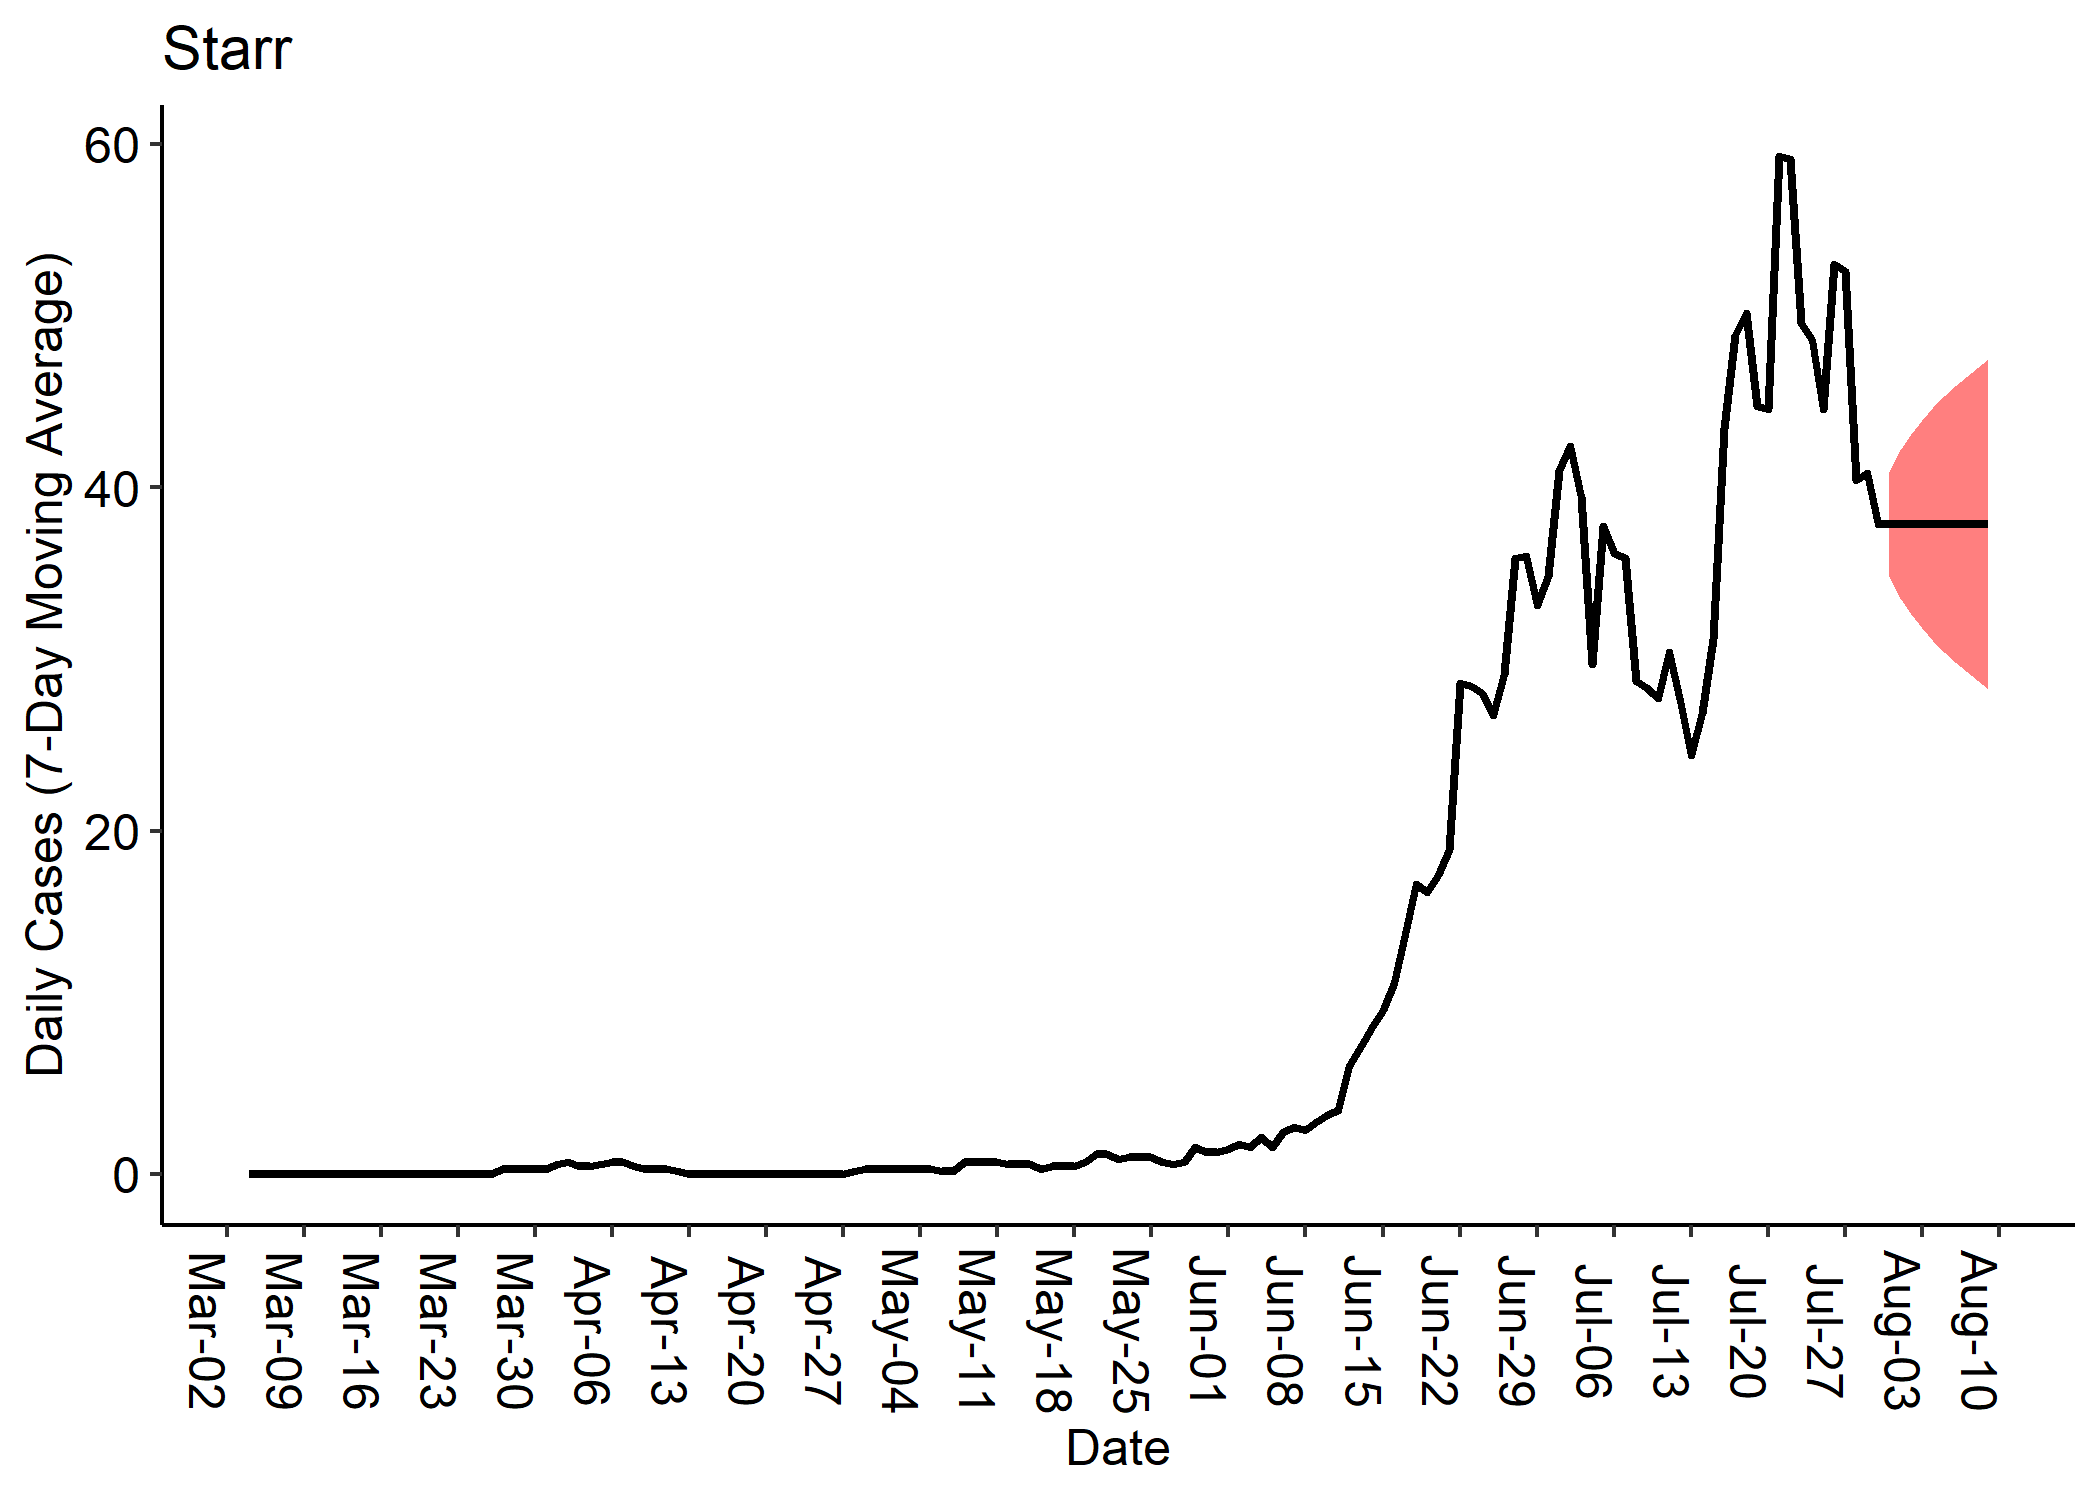 Starr
Daily Cases (7-Day Moving Average)
60
40
20
0
Mar-02
Mar-09
Mar-16
Mar-23
Mar-30
Apr-06
Apr-13
Apr-20
Apr-27
May-04
May-11
May-18
May-25
Jun-01
Jun-08
Jun-15
Jun-22
Jun-29
Jul-06
Jul-13
Jul-20
Jul-27
Aug-03
Aug-10
Date